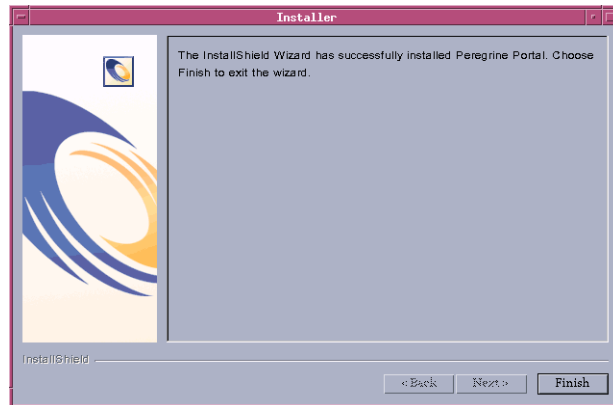 Installer
The InstallShield Wizard has successfully installed Peregrine Portal. Choose
Finish to exit the wizard.
InstallShield
< Back
Next >
Finish